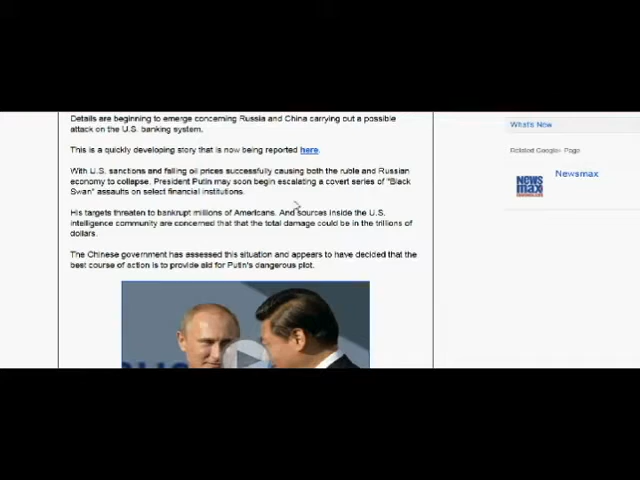 Details are beginning to emerge concerning Russia and China carrying out a possible
attack on the U.S. banking system.
This is a quickly developing story that is now being reported here.
With U.S. sanctions and falling oil prices successfully causing both the ruble and Russian
economy to collapse, President Putin may soon begin escalating a covert series of "Black
Swan" assaults on select financial institutions.
His targets threaten to bankrupt millions of Americans. And sources inside the U.S.
intelligence community are concerned that that the total damage could be in the trillions of
dollars.
The Chinese government has assessed this situation and appears to have decided that the
best course of action is to provide aid for Putin's dangerous plot.
What's Now
Related Google+ Page
NEWS
max
Newsmax